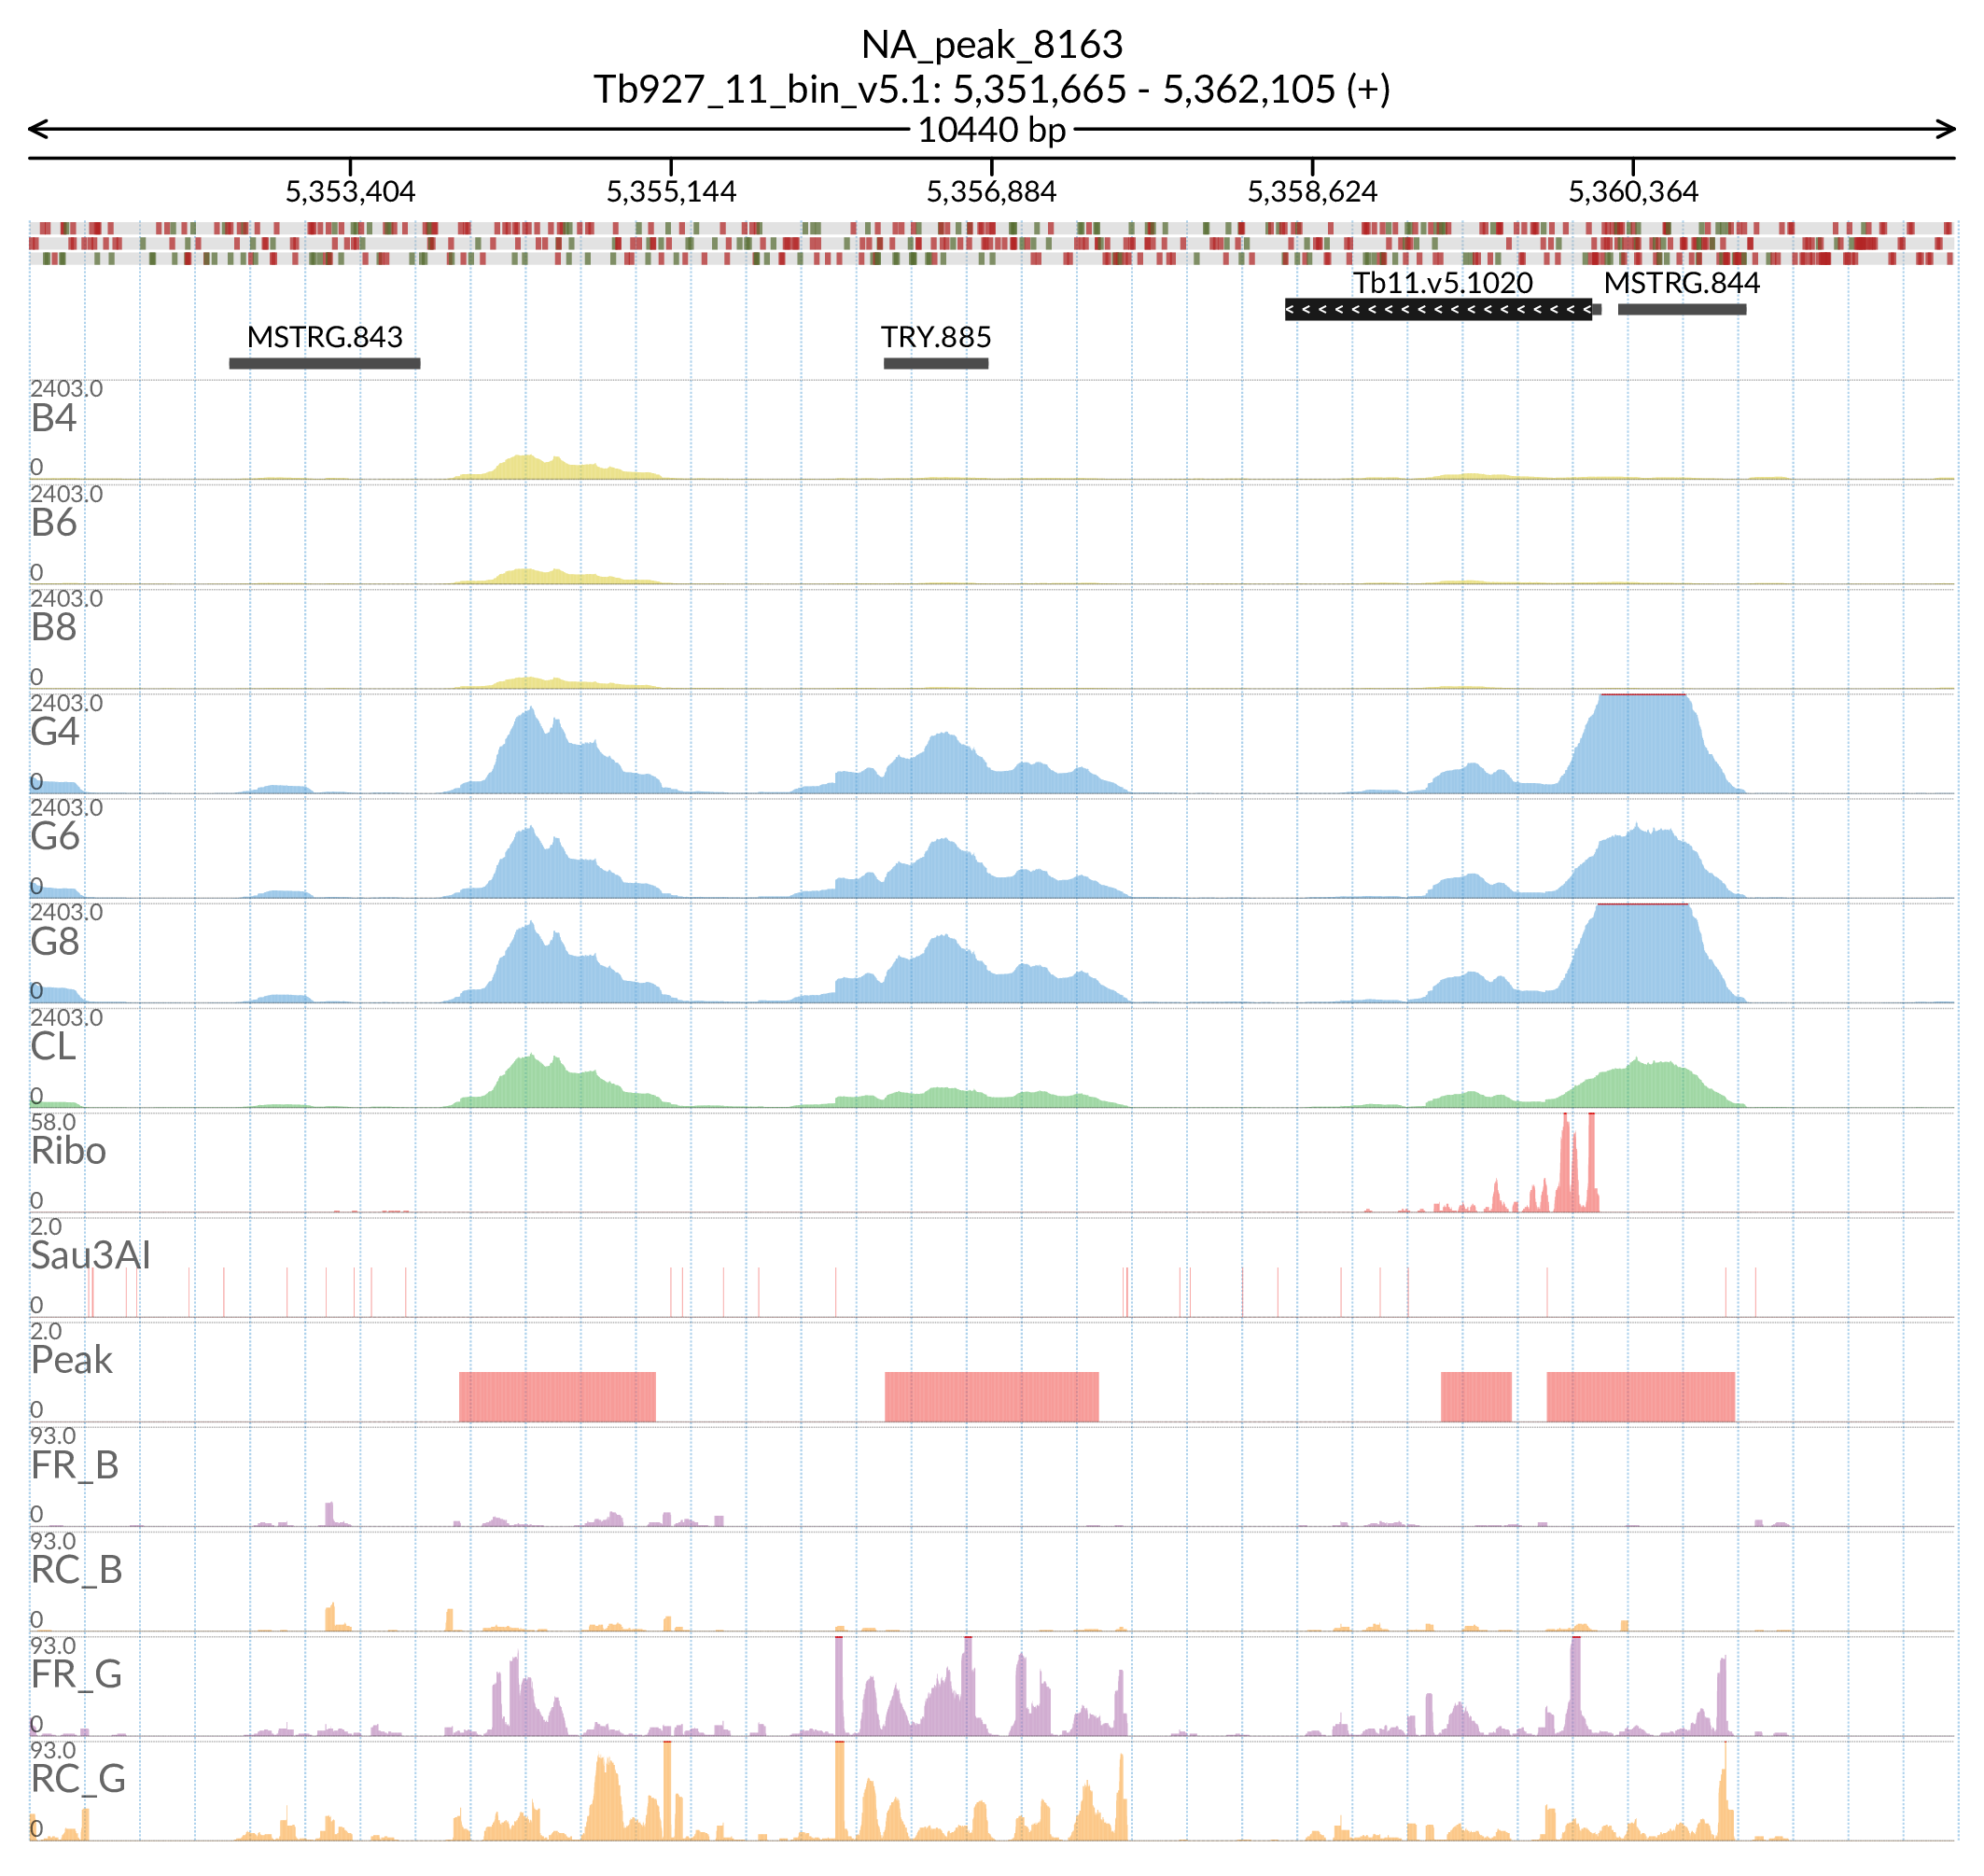 NA_peak_8163
Tb927_11_bin_v5.1: 5,351,665 - 5,362,105 (+)
10440 bp
5,353,404 5,355,144 5,356,884 5,358,624 5,360,364
Tb11.v5.1020 MSTRG.844
MSTRG.843 TRY.885
2403.0
B4
0
2403.0
B6
0
2403.0
B8
0
2403.0
G4
0
2403.0
G6
0
2403.0
G8
0
2403.0
CL
0
58.0
Ribo
0
2.0
Sau3AI
0
2.0
Peak
0
93.0
FR_B
0
93.0
RC_B
0
93.0
FR_G
0
93.0
RC_G
0